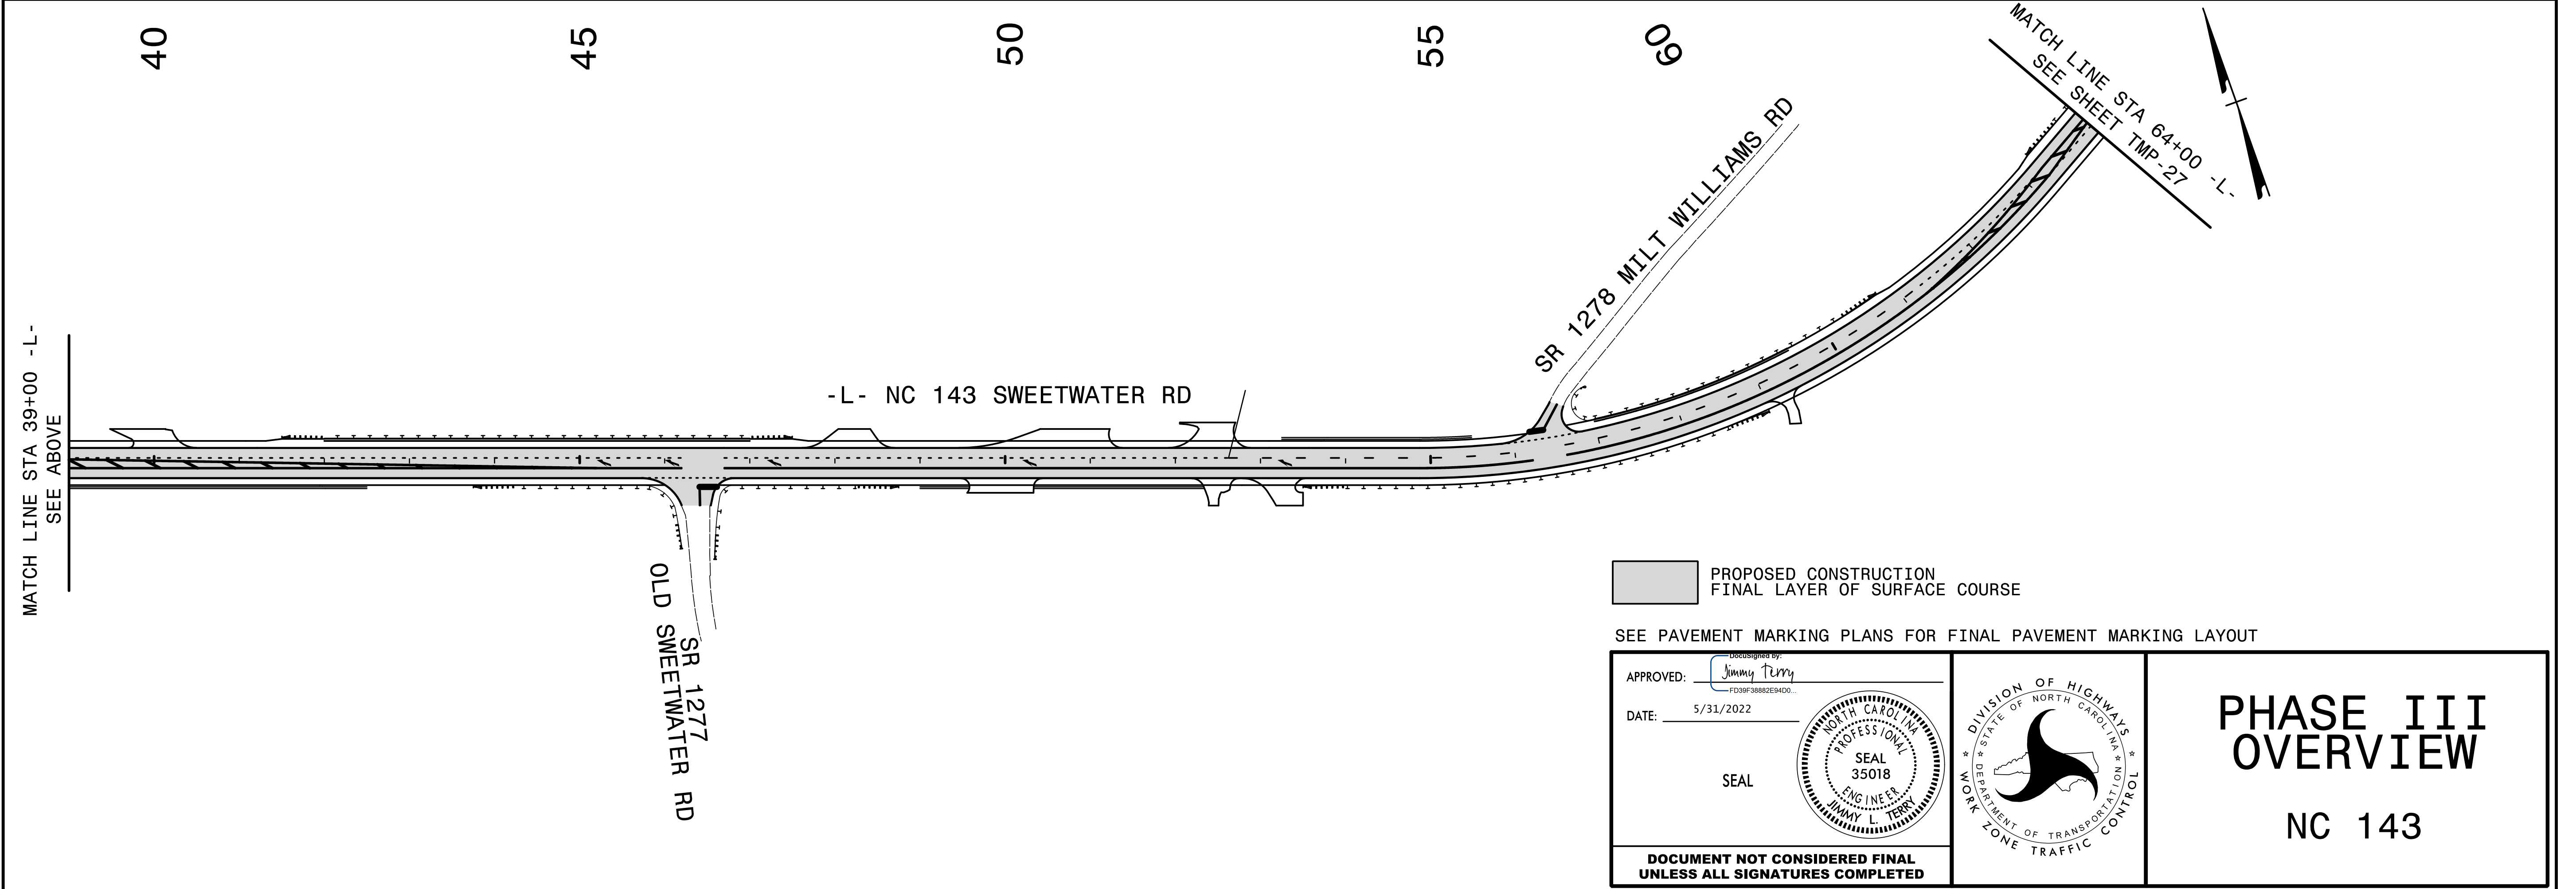 40
45
50
55
60
MATCH LINE STA 64+00 -L-
SEE SHEET TMP-27
SR 1278 MILT WILLIAMS RD
-L- NC 143 SWEETWATER RD
MATCH LINE STA 39+00 -L-
SEE ABOVE
SR 1277
OLD SWEETWATER RD
PROPOSED CONSTRUCTION
FINAL LAYER OF SURFACE COURSE
SEE PAVEMENT MARKING PLANS FOR FINAL PAVEMENT MARKING LAYOUT
APPROVED:
DocuSigned by:
Jimmy Terry
FD39F38882E94D0...
DATE: 5/31/2022
SEAL
NORTH CAROLINA
PROFESSIONAL
SEAL
35018
ENGINEER
JIMMY L. TERRY
DOCUMENT NOT CONSIDERED FINAL
UNLESS ALL SIGNATURES COMPLETED
DIVISION OF HIGHWAYS
STATE OF NORTH CAROLINA
DEPARTMENT OF TRANSPORTATION
WORK ZONE TRAFFIC CONTROL
PHASE III
OVERVIEW
NC 143